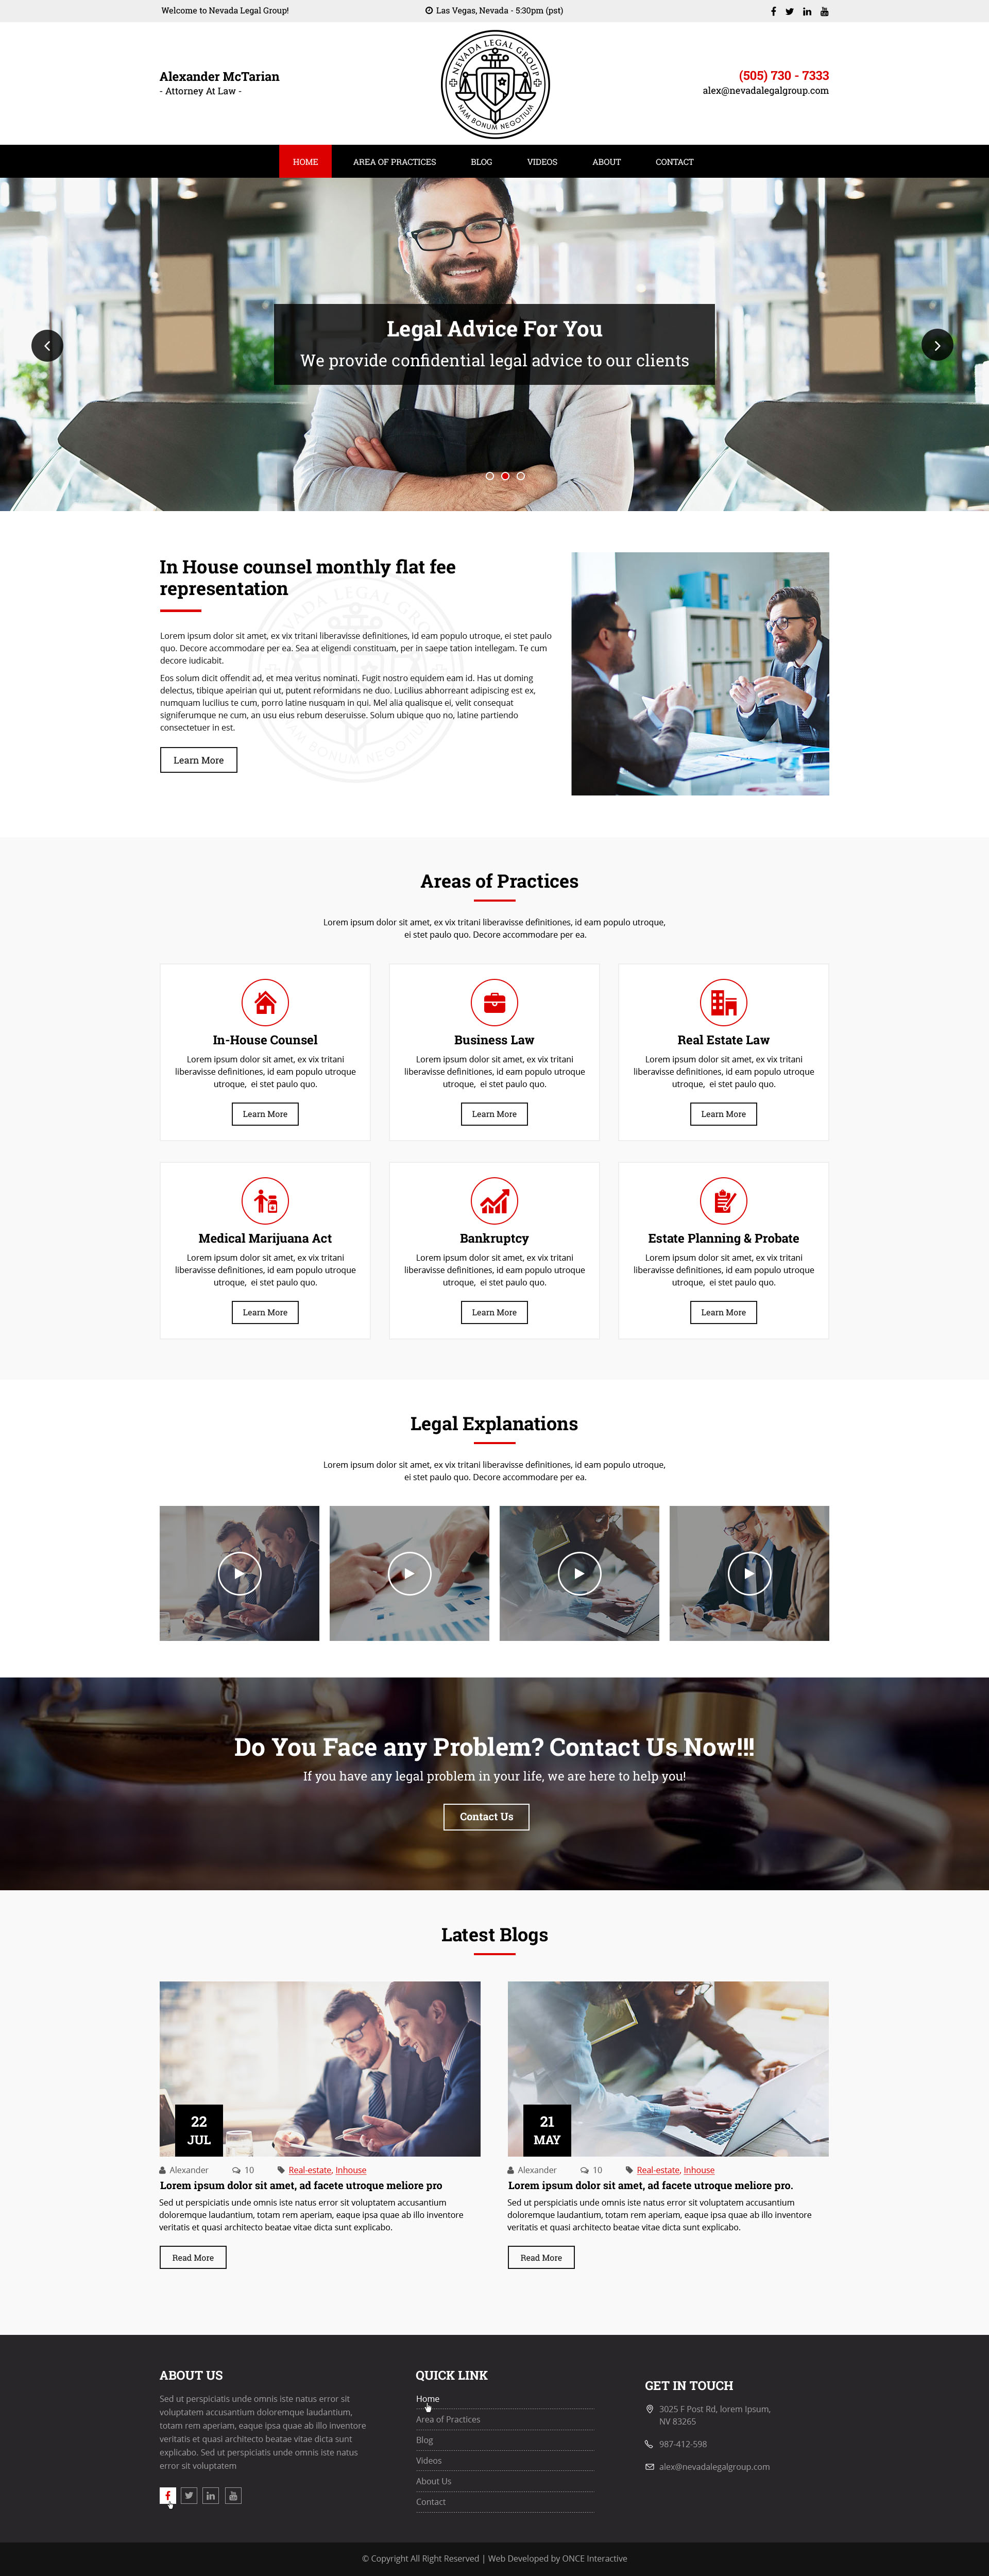 Welcome to Nevada Legal Group!
Las Vegas, Nevada - 5:30pm (pst)
Alexander McTarian
- Attorney At Law -
NEVADA LEGAL GROUP
NAM BONUM NEGOTIUM
(505) 730 - 7333
alex@nevadalegalgroup.com
HOME
AREA OF PRACTICES
BLOG
VIDEOS
ABOUT
CONTACT
Legal Advice For You
We provide confidential legal advice to our clients
In House counsel monthly flat fee
representation
NEVADA LEGAL GROUP
NAM BONUM NEGOTIUM
Lorem ipsum dolor sit amet, ex vix tritani liberavisse definitiones, id eam populo utroque, ei stet paulo
quo. Decore accommodare per ea. Sea at eligendi constituam, per in saepe tation intellegam. Te cum
decore iudicabit.
Eos solum dicit offendit ad, et mea veritus nominati. Fugit nostro equidem eam id. Has ut doming
delectus, tibique apeirian qui ut, putent reformidans ne duo. Lucilius abhorreant adipiscing est ex,
numquam lucilius te cum, porro latine nusquam in qui. Mel alia qualisque ei, velit consequat
signiferumque ne cum, an usu eius rebum deseruisse. Solum ubique quo no, latine partiendo
consectetuer in est.
Learn More
Areas of Practices
Lorem ipsum dolor sit amet, ex vix tritani liberavisse definitiones, id eam populo utroque,
ei stet paulo quo. Decore accommodare per ea.
In-House Counsel
Lorem ipsum dolor sit amet, ex vix tritani
liberavisse definitiones, id eam populo utroque
utroque, ei stet paulo quo.
Learn More
Business Law
Lorem ipsum dolor sit amet, ex vix tritani
liberavisse definitiones, id eam populo utroque
utroque, ei stet paulo quo.
Learn More
Real Estate Law
Lorem ipsum dolor sit amet, ex vix tritani
liberavisse definitiones, id eam populo utroque
utroque, ei stet paulo quo.
Learn More
Medical Marijuana Act
Lorem ipsum dolor sit amet, ex vix tritani
liberavisse definitiones, id eam populo utroque
utroque, ei stet paulo quo.
Learn More
Bankruptcy
Lorem ipsum dolor sit amet, ex vix tritani
liberavisse definitiones, id eam populo utroque
utroque, ei stet paulo quo.
Learn More
Estate Planning & Probate
Lorem ipsum dolor sit amet, ex vix tritani
liberavisse definitiones, id eam populo utroque
utroque, ei stet paulo quo.
Learn More
Legal Explanations
Lorem ipsum dolor sit amet, ex vix tritani liberavisse definitiones, id eam populo utroque,
ei stet paulo quo. Decore accommodare per ea.
Do You Face any Problem? Contact Us Now!!!
If you have any legal problem in your life, we are here to help you!
Contact Us
Latest Blogs
22
JUL
Alexander
10
Real-estate, Inhouse
Lorem ipsum dolor sit amet, ad facete utroque meliore pro
Sed ut perspiciatis unde omnis iste natus error sit voluptatem accusantium
doloremque laudantium, totam rem aperiam, eaque ipsa quae ab illo inventore
veritatis et quasi architecto beatae vitae dicta sunt explicabo.
Read More
21
MAY
Alexander
10
Real-estate, Inhouse
Lorem ipsum dolor sit amet, ad facete utroque meliore pro.
Sed ut perspiciatis unde omnis iste natus error sit voluptatem accusantium
doloremque laudantium, totam rem aperiam, eaque ipsa quae ab illo inventore
veritatis et quasi architecto beatae vitae dicta sunt explicabo.
Read More
ABOUT US
Sed ut perspiciatis unde omnis iste natus error sit
voluptatem accusantium doloremque laudantium,
totam rem aperiam, eaque ipsa quae ab illo inventore
veritatis et quasi architecto beatae vitae dicta sunt
explicabo. Sed ut perspiciatis unde omnis iste natus
error sit voluptatem
QUICK LINK
Home
Area of Practices
Blog
Videos
About Us
Contact
GET IN TOUCH
3025 F Post Rd, lorem Ipsum,
NV 83265
987-412-598
alex@nevadalegalgroup.com
© Copyright All Right Reserved | Web Developed by ONCE Interactive